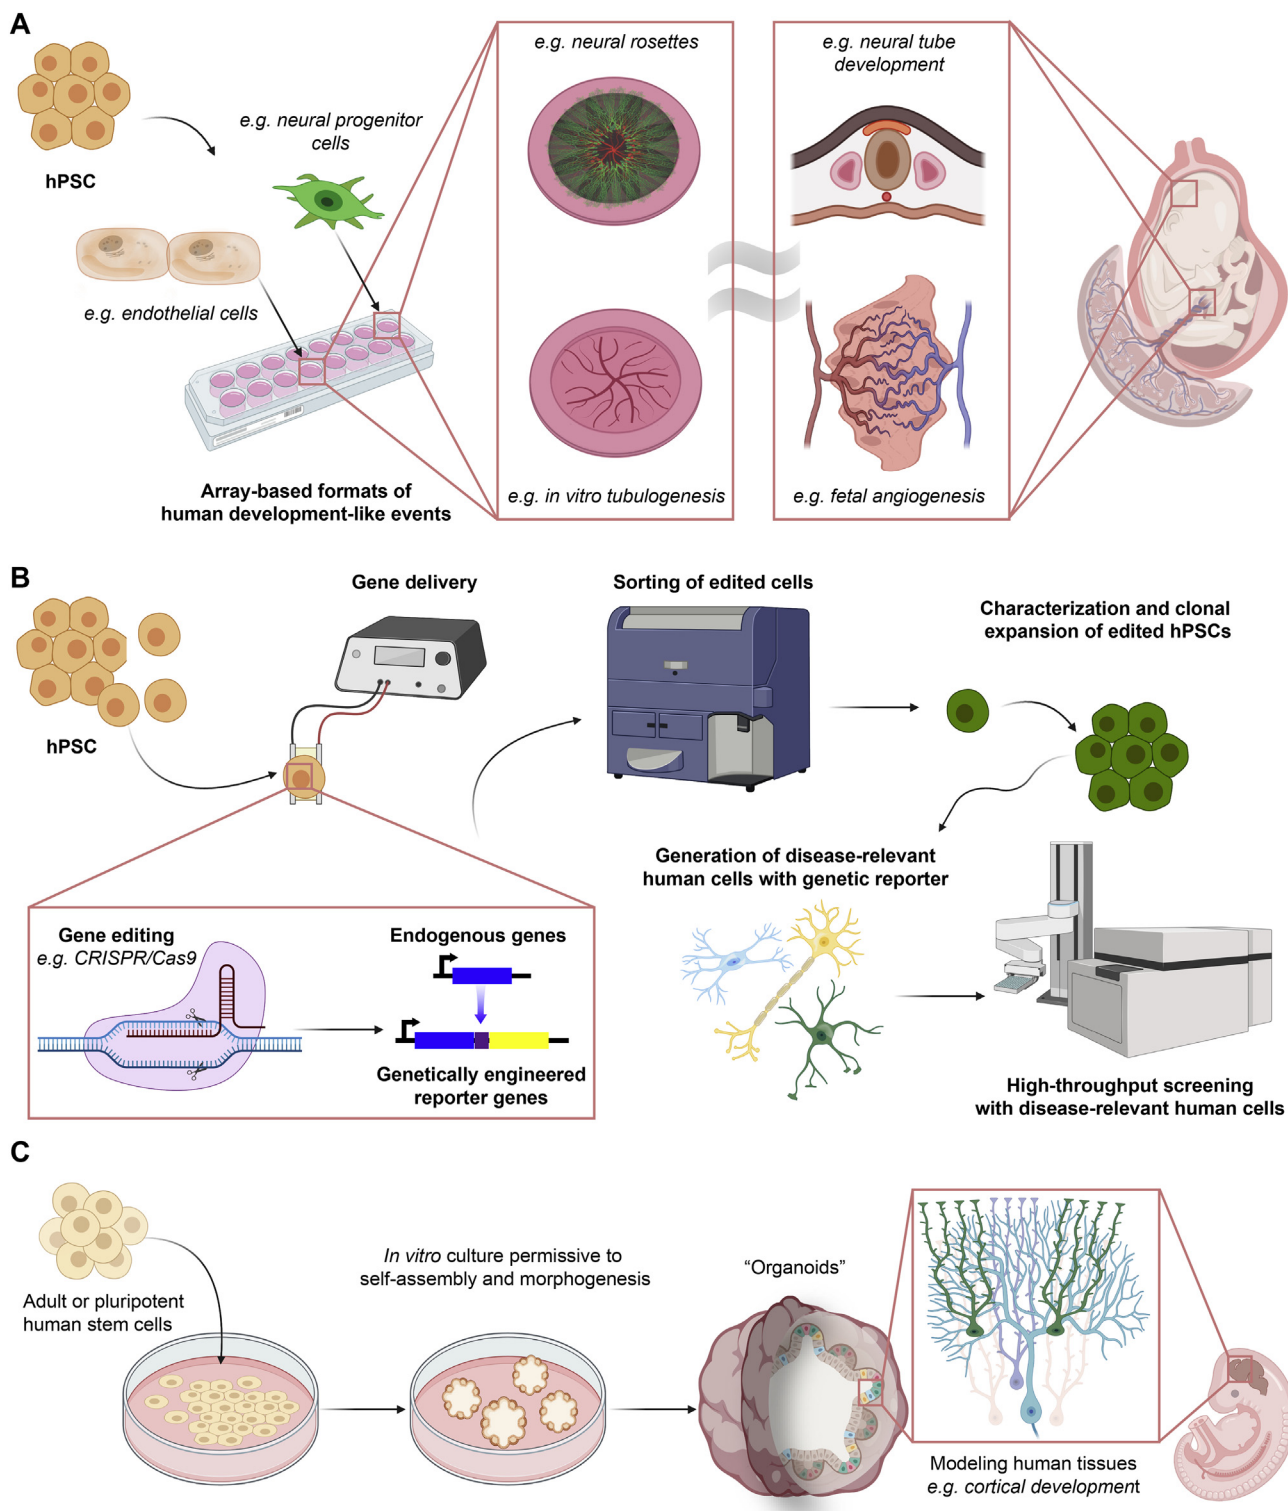 A
hPSC
e.g. neural progenitor
cells
e.g. endothelial cells
Array-based formats of
human development-like events
e.g. neural rosettes
e.g. in vitro tubulogenesis
e.g. neural tube
development
e.g. fetal angiogenesis
B
hPSC
Gene delivery
Sorting of edited cells
Characterization and clonal
expansion of edited hPSCs
Gene editing
e.g. CRISPR/Cas9
Endogenous genes
Genetically engineered
reporter genes
Generation of disease-relevant
human cells with genetic reporter
High-throughput screening
with disease-relevant human cells
C
Adult or pluripotent
human stem cells
In vitro culture permissive to
self-assembly and morphogenesis
“Organoids”
Modeling human tissues
e.g. cortical development